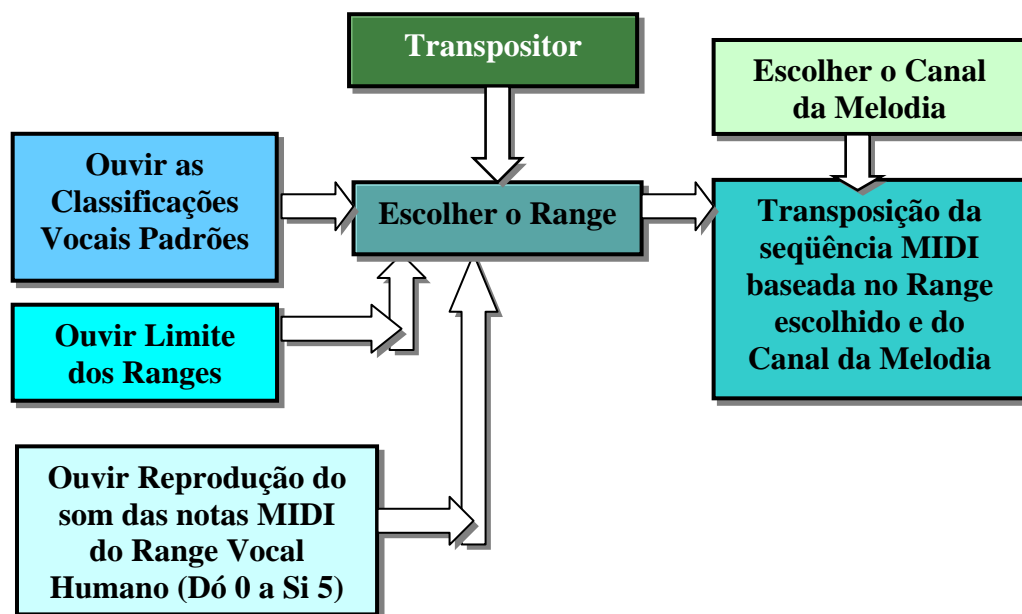 Transpositor
Escolher o Canal
da Melodia
Ouvir as
Classificações
Vocais Padrões
Escolher o Range
Transposição da
seqüência MIDI
baseada no Range
escolhido e do
Canal da Melodia
Ouvir Limite
dos Ranges
Ouvir Reprodução do
som das notas MIDI
do Range Vocal
Humano (Dó 0 a Si 5)